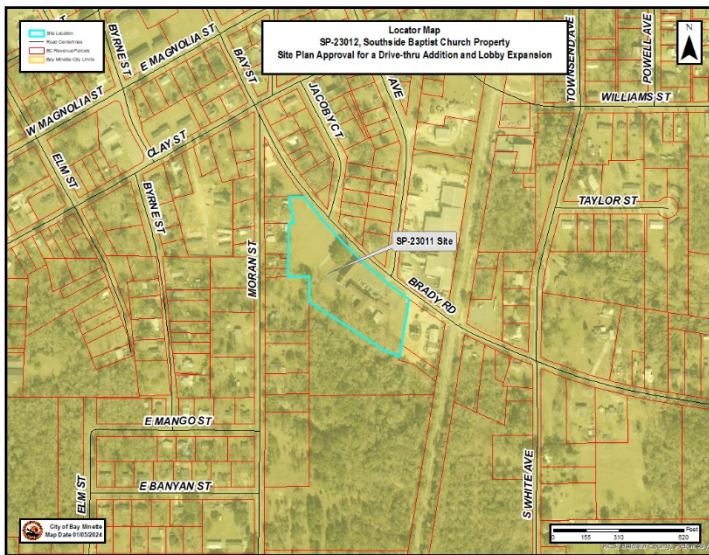 Locator Map
SP-23012, Southside Baptist Church Property
Site Plan Approval for a Drive-thru Addition and Lobby Expansion
Site Location
Road Centerlines
BC Revenue Parcels
Bay Minette City Limits
N
BYRNE ST
E MAGNOLIA ST
W MAGNOLIA ST
BAY ST
JACOBY CT
AVE
TOWNSEND AVE
POWELL AVE
WILLIAMS ST
ELM ST
CLAY ST
BYRNE ST
TAYLOR ST
MORAN ST
SP-23011 Site
BRADY RD
E MANGO ST
E BANYAN ST
ELM ST
S WHITE AVE
City of Bay Minette
Map Date 01/05/2024
Feet
0 155 310 620